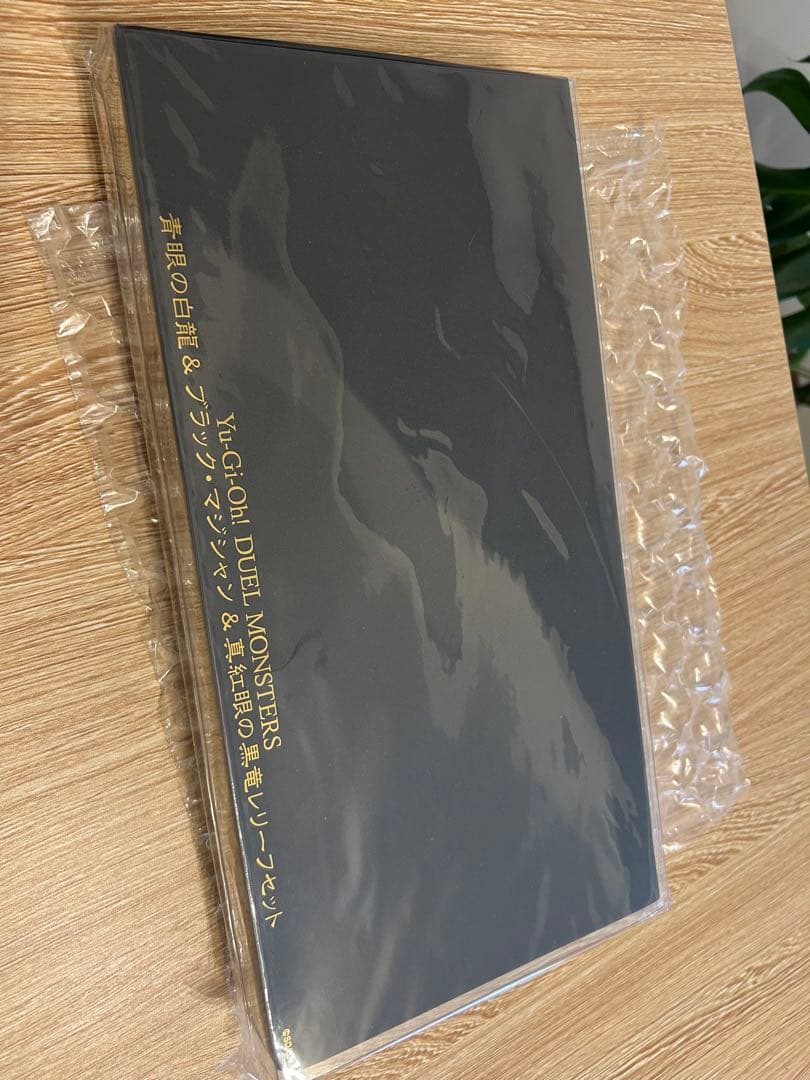 Yu-Gi-Oh! DUEL MONSTERS
青眼の白龍 & ブラック・マジシャン & 真紅眼の黒竜レリーフセット